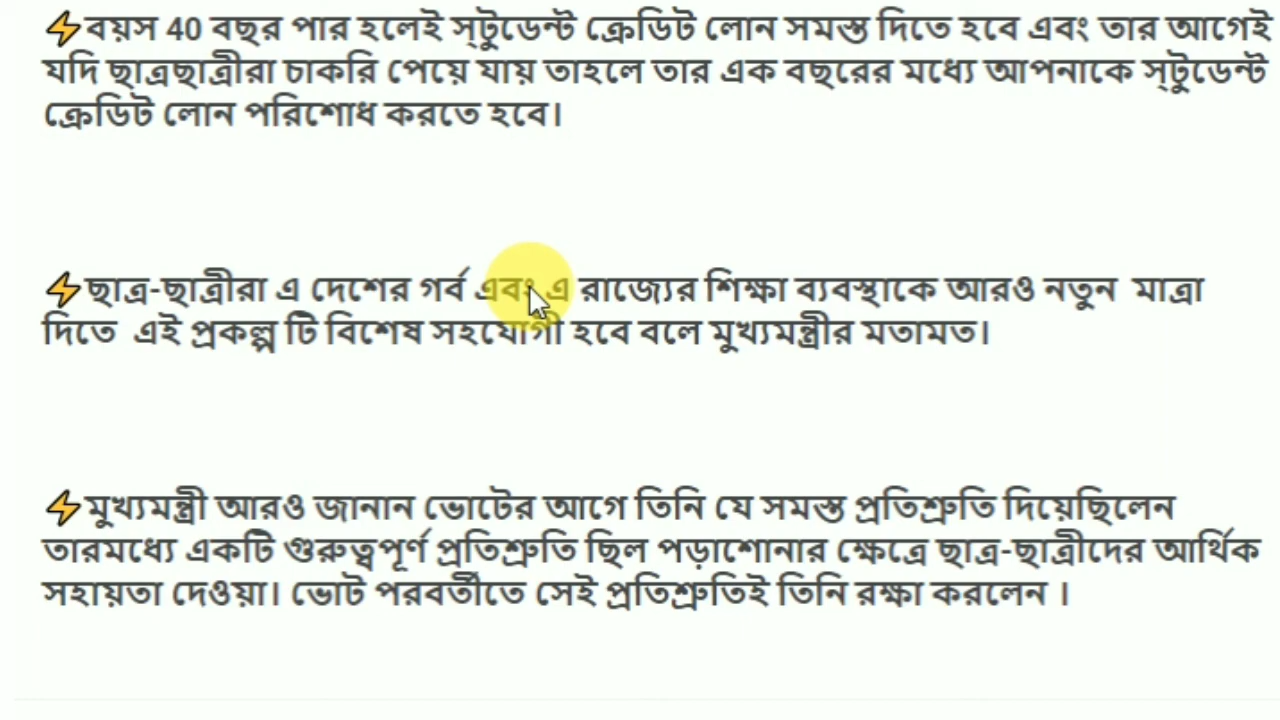 ⚡বয়স 40 বছর পার হলেই স্টুডেন্ট ক্রেডিট লোন সমস্ত দিতে হবে এবং তার আগেই
যদি ছাত্রছাত্রীরা চাকরি পেয়ে যায় তাহলে তার এক বছরের মধ্যে আপনাকে স্টুডেন্ট
ক্রেডিট লোন পরিশোধ করতে হবে।
⚡ছাত্র-ছাত্রীরা এ দেশের গর্ব এবং এ রাজ্যের শিক্ষা ব্যবস্থাকে আরও নতুন মাত্রা
দিতে এই প্রকল্প টি বিশেষ সহযোগী হবে বলে মুখ্যমন্ত্রীর মতামত।
⚡মুখ্যমন্ত্রী আরও জানান ভোটের আগে তিনি যে সমস্ত প্রতিশ্রুতি দিয়েছিলেন
তারমধ্যে একটি গুরুত্বপূর্ণ প্রতিশ্রুতি ছিল পড়াশোনার ক্ষেত্রে ছাত্র-ছাত্রীদের আর্থিক
সহায়তা দেওয়া। ভোট পরবর্তীতে সেই প্রতিশ্রুতিই তিনি রক্ষা করলেন ।